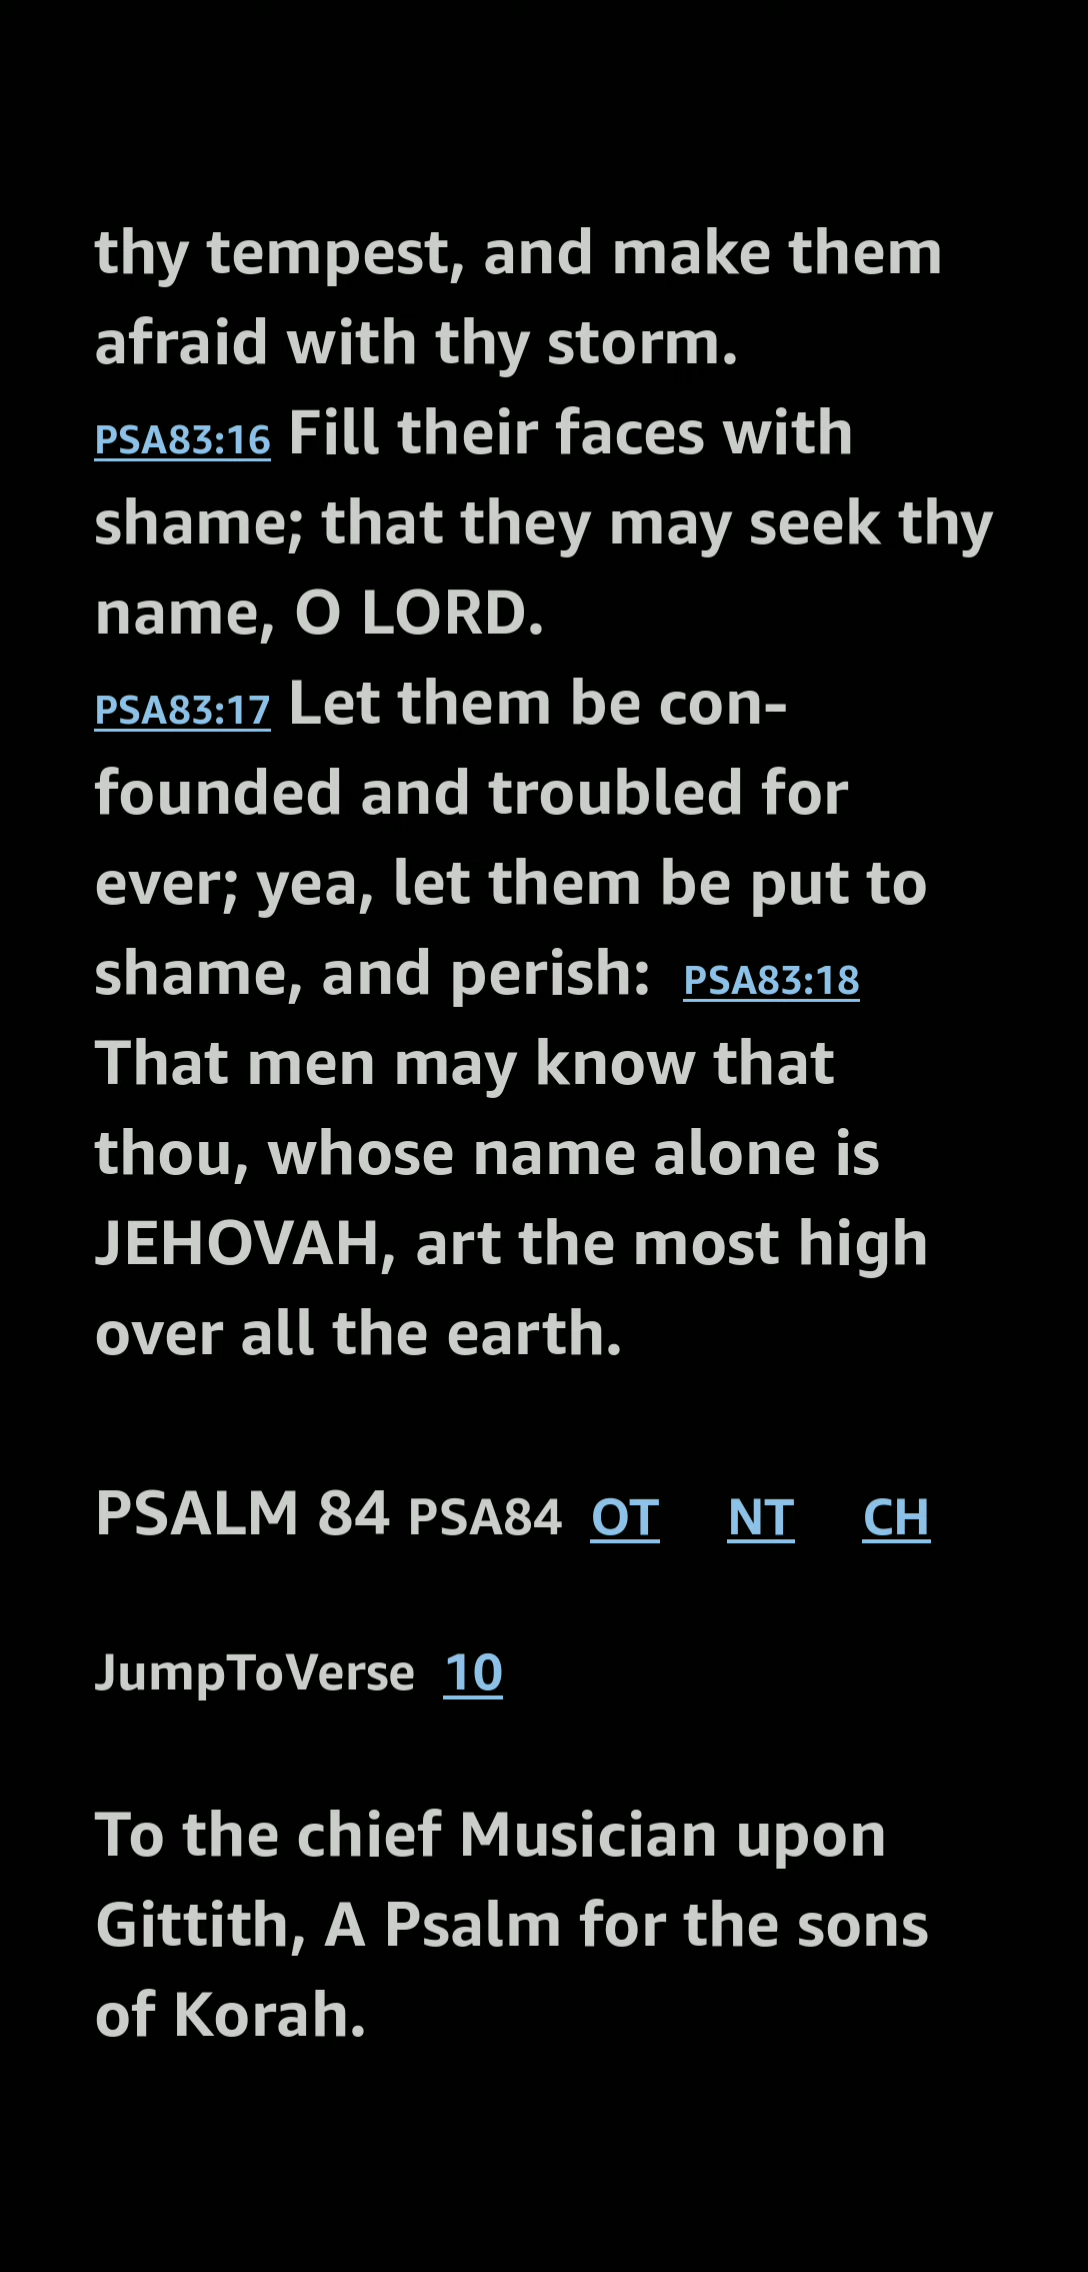 thy tempest, and make them
afraid with thy storm.
PSA83:16 Fill their faces with
shame; that they may seek thy
name, O LORD.
PSA83:17 Let them be con-
founded and troubled for
ever; yea, let them be put to
shame, and perish: PSA83:18
That men may know that
thou, whose name alone is
JEHOVAH, art the most high
over all the earth.
PSALM 84 PSA84 OT NT CH
JumpToVerse 10
To the chief Musician upon
Gittith, A Psalm for the sons
of Korah.